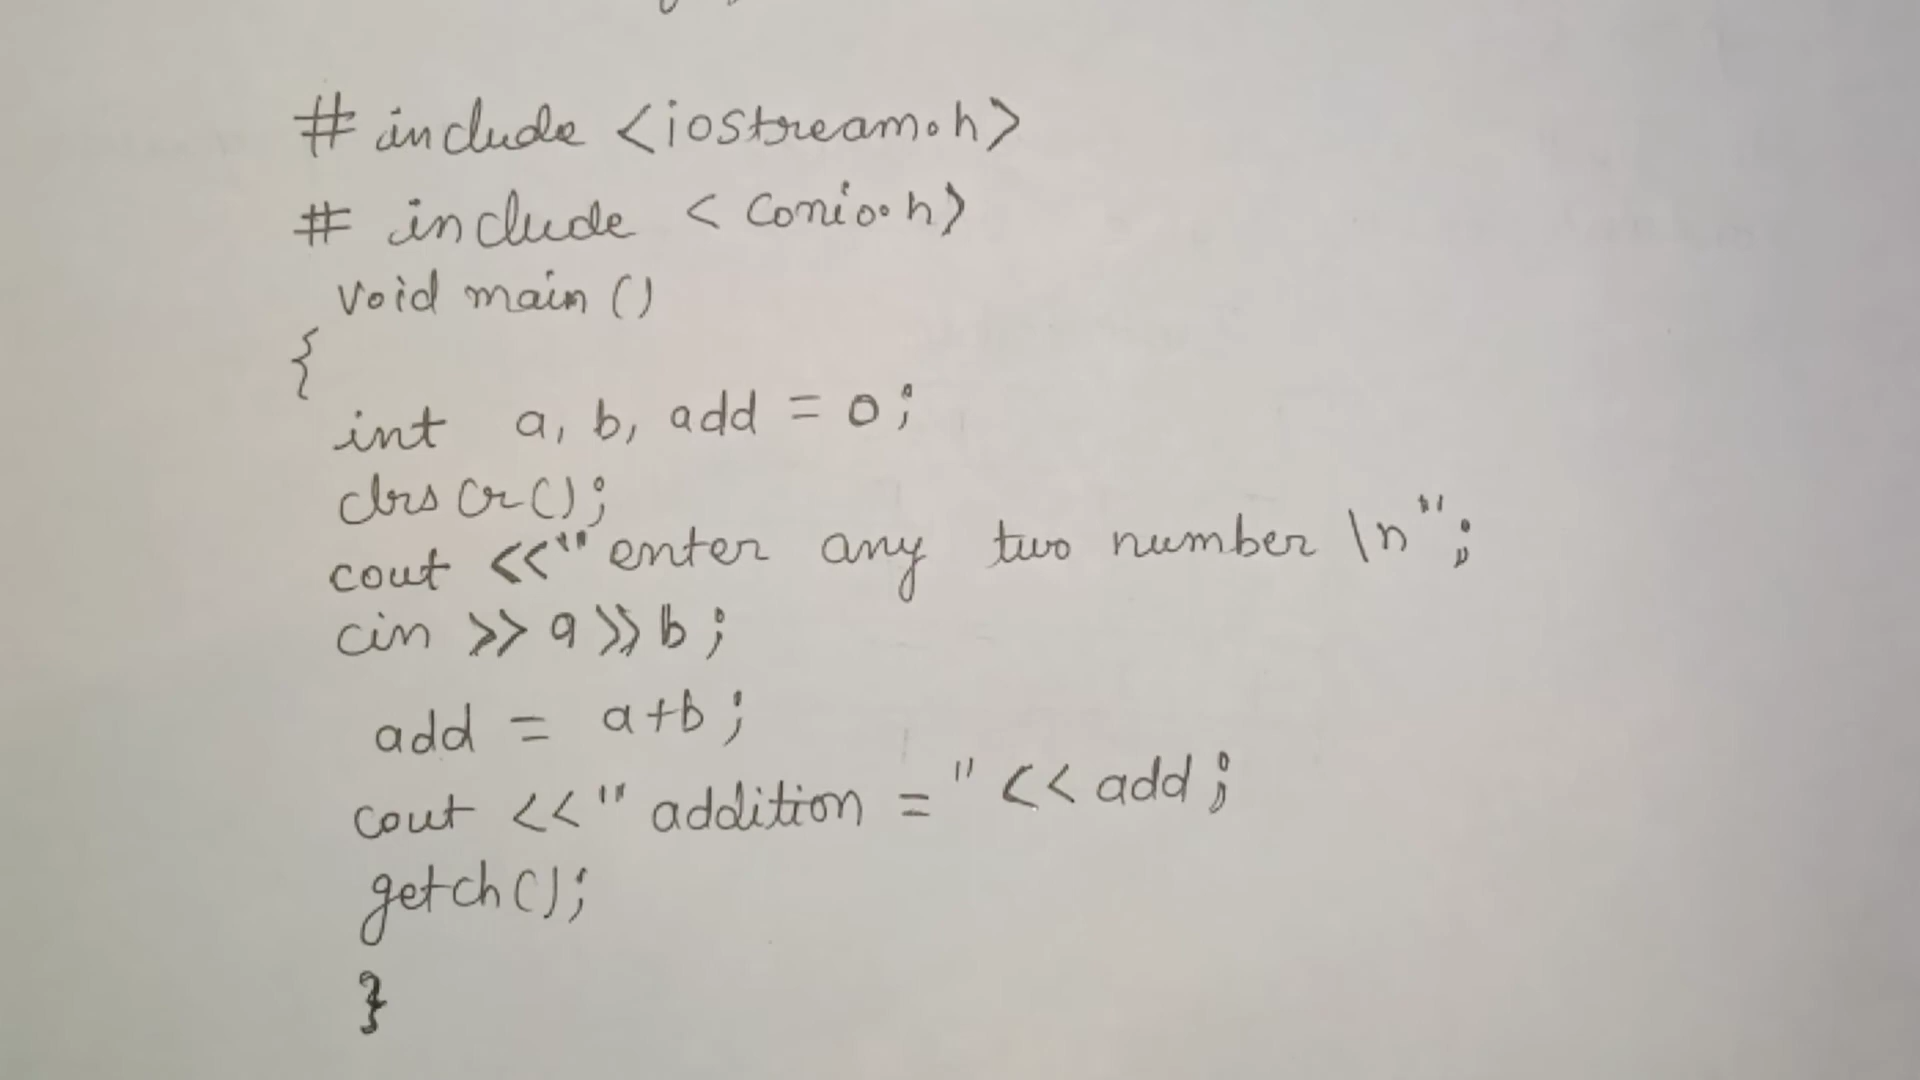 # include <iostream.h>
# include <conio.h>
void main ()
{
int a, b, add = 0;
clrscr();
cout <<"enter any two number \n";
cin >> a >> b;
add = a+b;
cout <<" addition = " << add;
getch();
}